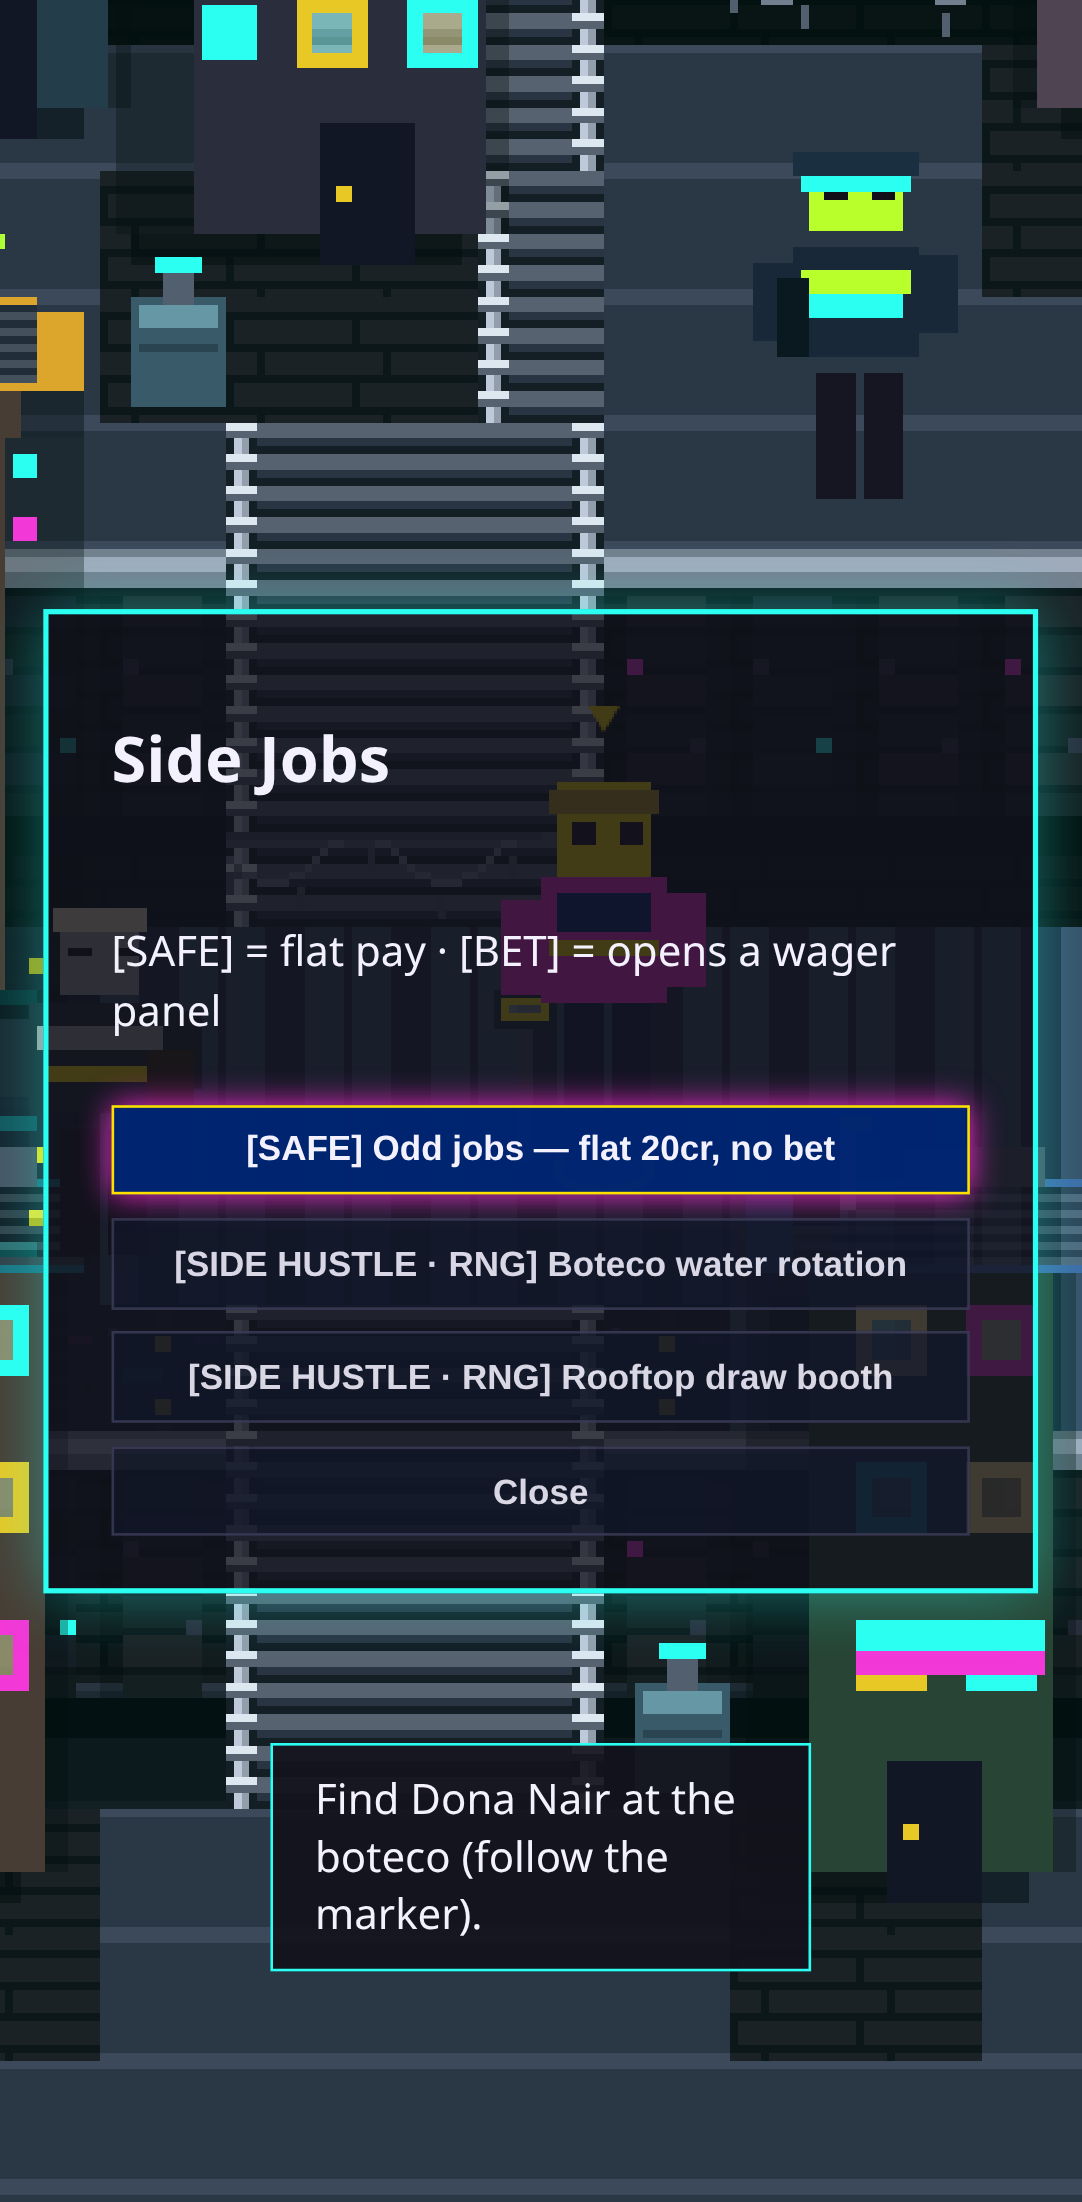 Side Jobs
[SAFE] = flat pay · [BET] = opens a wager
panel
[SAFE] Odd jobs — flat 20cr, no bet
[SIDE HUSTLE · RNG] Boteco water rotation
[SIDE HUSTLE · RNG] Rooftop draw booth
Close
Find Dona Nair at the
boteco (follow the
marker).